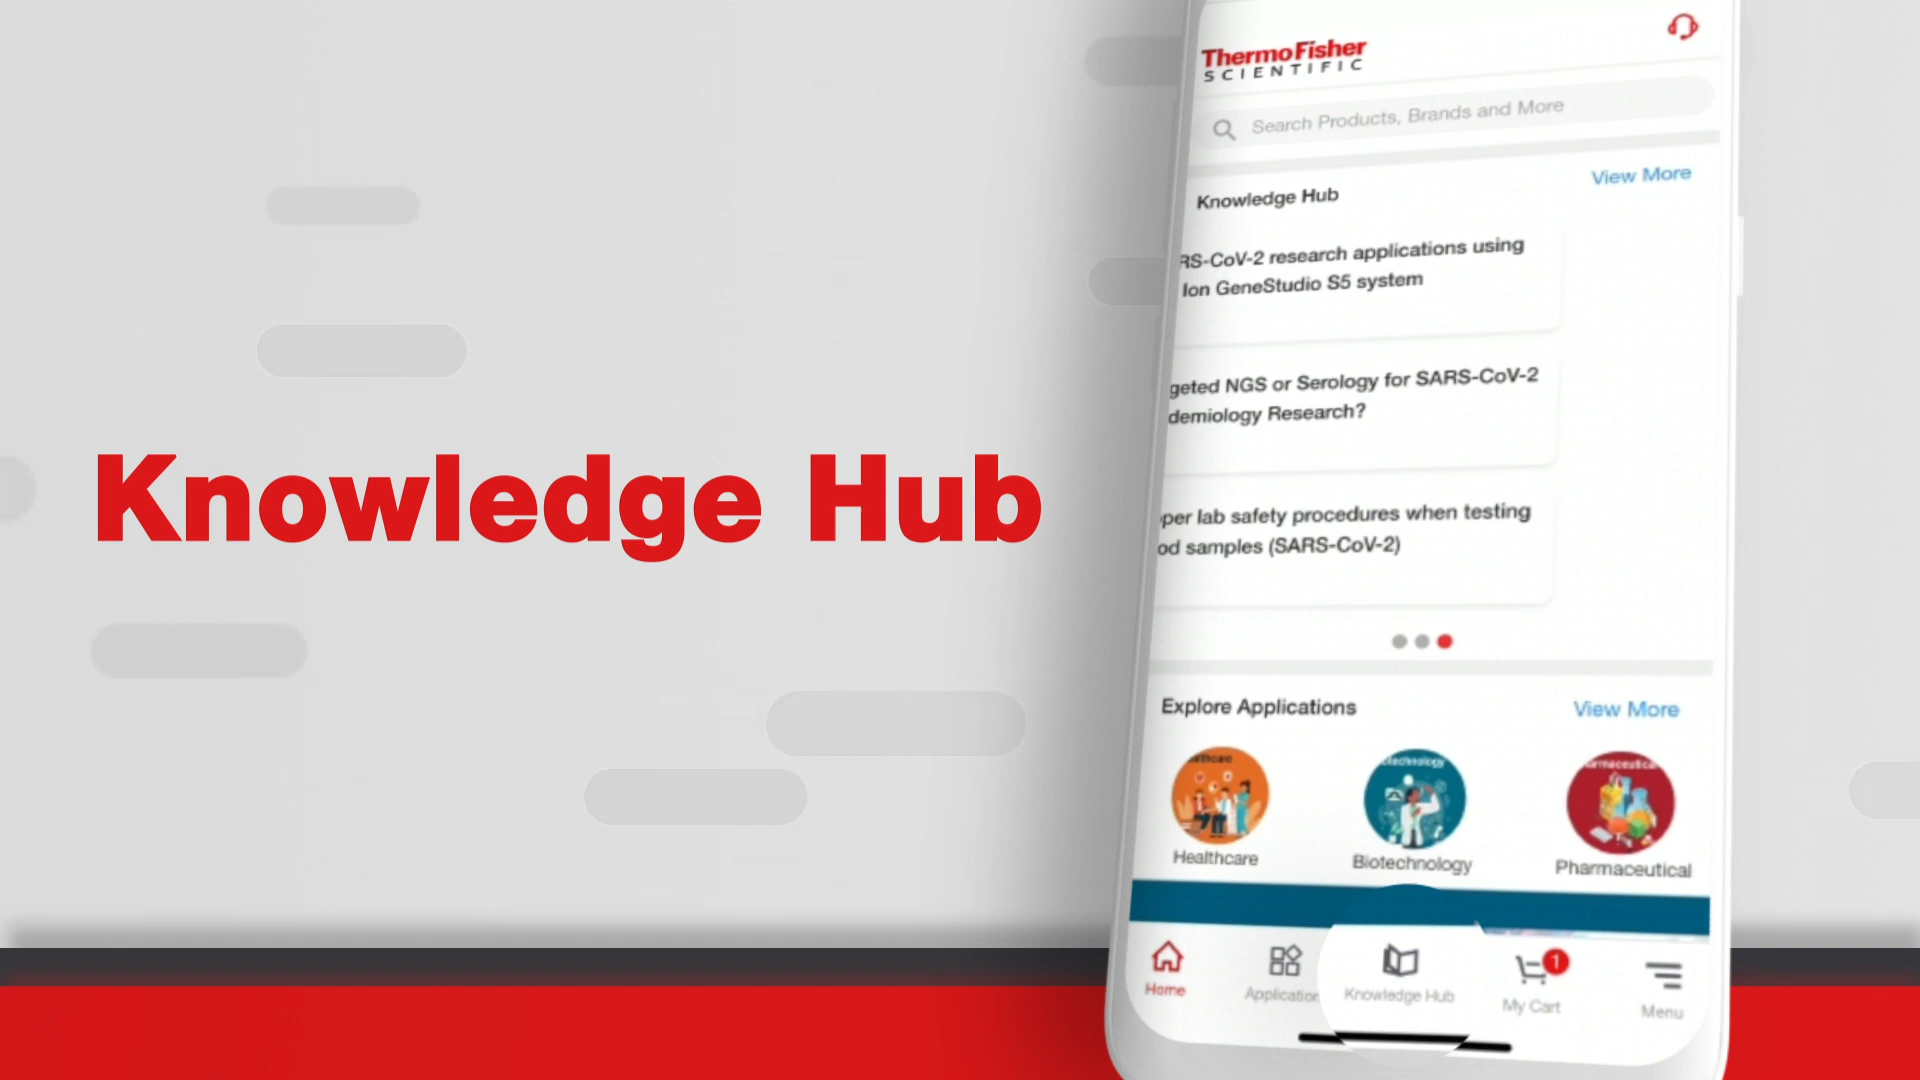 Knowledge Hub
ThermoFisher
SCIENTIFIC
Search Products, Brands and More
Knowledge Hub
View More
RS-CoV-2 research applications using
Ion GeneStudio S5 system
geted NGS or Serology for SARS-CoV-2
demiology Research?
per lab safety procedures when testing
od samples (SARS-CoV-2)
Explore Applications
View More
Healthcare
Biotechnology
Pharmaceutical
1
Home
Application
Knowledge Hub
My Cart
Menu